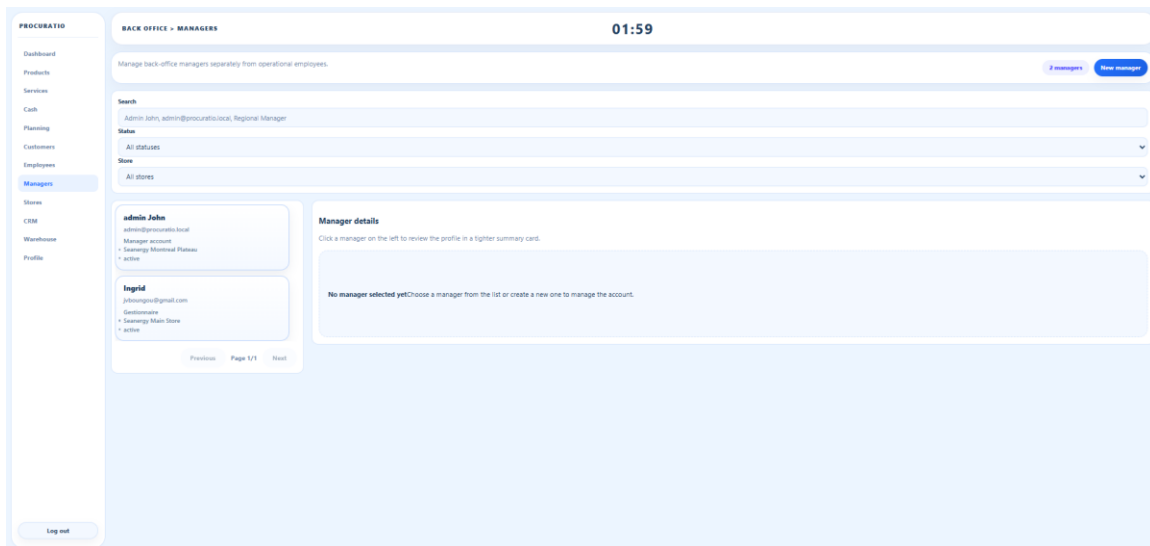 PROCURATIO
Dashboard
Products
Services
Cash
Planning
Customers
Employees
Managers
Stores
CRM
Warehouse
Profile
Log out
BACK OFFICE > MANAGERS
01:59
Manage back-office managers separately from operational employees.
2 managers
New manager
Search
Admin John, admin@procuratio.local, Regional Manager
Status
All statuses
Store
All stores
admin John
admin@procuratio.local
Manager account
• Seanergy Montreal Plateau
• active
Ingrid
jvboungou@gmail.com
Gestionnaire
• Seanergy Main Store
• active
Previous Page 1/1 Next
Manager details
Click a manager on the left to review the profile in a tighter summary card.
No manager selected yetChoose a manager from the list or create a new one to manage the account.